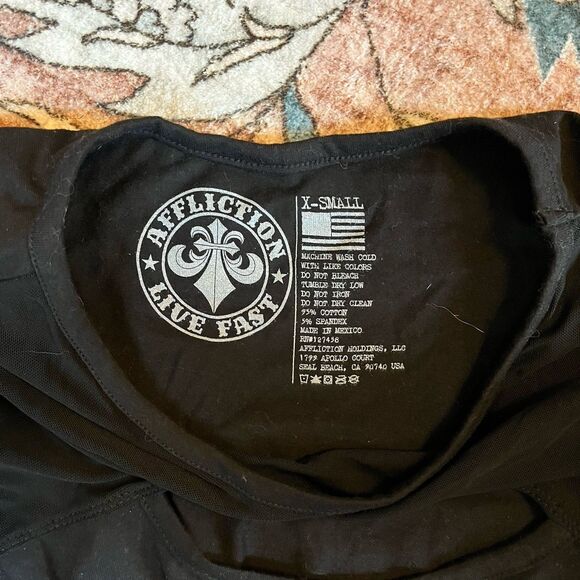 AFFLICTION
LIVE FAST
X-SMALL
MACHINE WASH COLD
WITH LIKE COLORS
DO NOT BLEACH
TUMBLE DRY LOW
DO NOT IRON
DO NOT DRY CLEAN
95% COTTON
5% SPANDEX
MADE IN MEXICO
RN#127438
AFFLICTION HOLDINGS, LLC
1799 APOLLO COURT
SEAL BEACH, CA 90740 USA